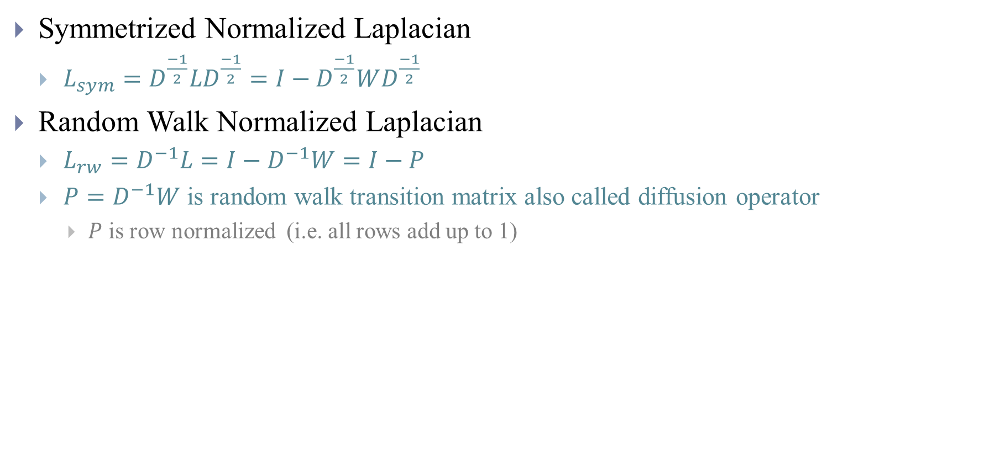 Symmetrized Normalized Laplacian
$L_{sym} = D^{\frac{-1}{2}} L D^{\frac{-1}{2}} = I - D^{\frac{-1}{2}} W D^{\frac{-1}{2}}$
Random Walk Normalized Laplacian
$L_{rw} = D^{-1}L = I - D^{-1}W = I - P$
$P = D^{-1}W$ is random walk transition matrix also called diffusion operator
$P$ is row normalized (i.e. all rows add up to 1)